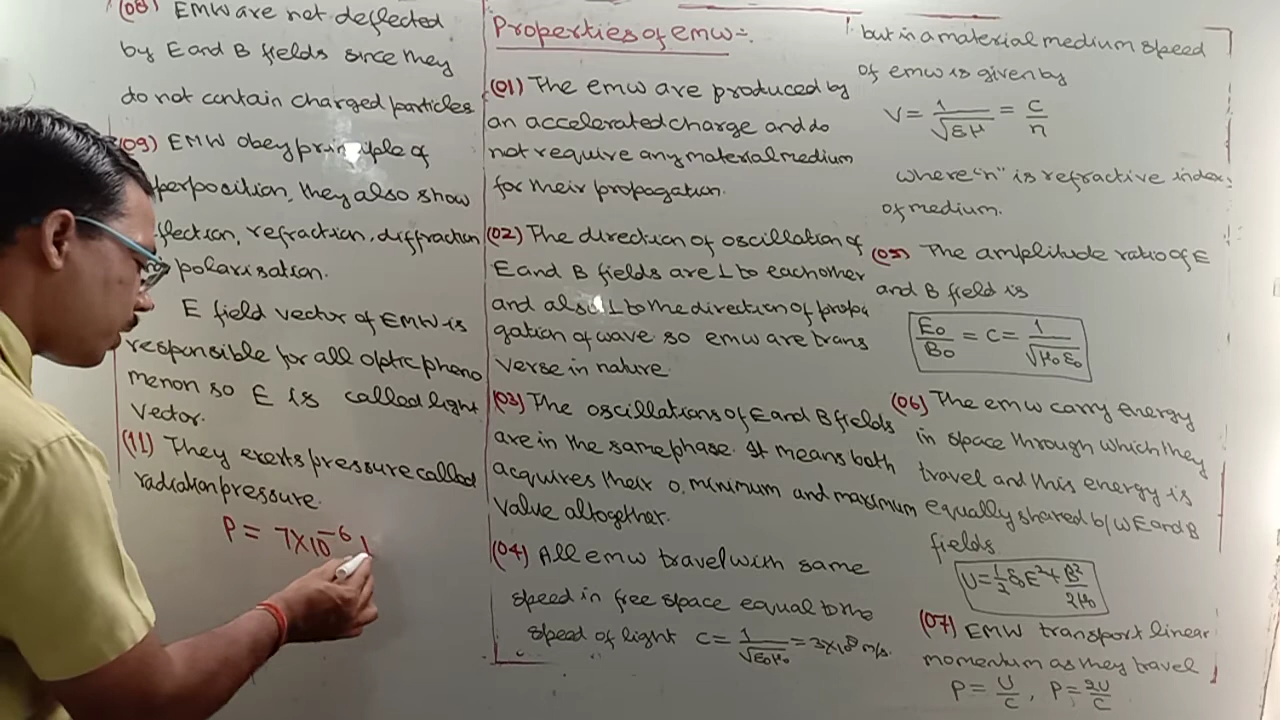 Properties of emw:-
(01) The emw are produced by
an accelerated charge and do
not require any material medium
for their propagation.
(02) The direction of oscillation of
E and B fields are ⊥ to each other
and also ⊥ to the direction of propa
gation of wave so emw are trans
verse in nature.
(03) The oscillations of E and B fields
are in the same phase. It means both
acquires their 0, minimum and maximum
value altogether.
(04) All emw travel with same
speed in free space equal to the
speed of light C = 1/√ε₀μ₀ = 3×10⁸ m/s.
but in a material medium speed
of emw is given by
V = 1/√εμ = c/n
where "n" is refractive index
of medium.
(05) The amplitude ratio of E
and B field is
E₀/B₀ = C = 1/√μ₀ε₀
(06) The emw carry energy
in space through which they
travel and this energy is
equally shared b/w E and B
fields
U = 1/2 ε₀E² + B²/2μ₀
(07) EMW transport linear
momentum as they travel
P = U/C, P = 2U/C
(08) EMW are not deflected
by E and B fields since they
do not contain charged particles
(09) EMW obey principle of
perposition, they also show
flection, refraction, diffraction
polarisation.
E field vector of EMW is
responsible for all optic pheno
menon so E is called light
vector.
(11) They exerts pressure called
radiation pressure.
P = 7×10⁻⁶